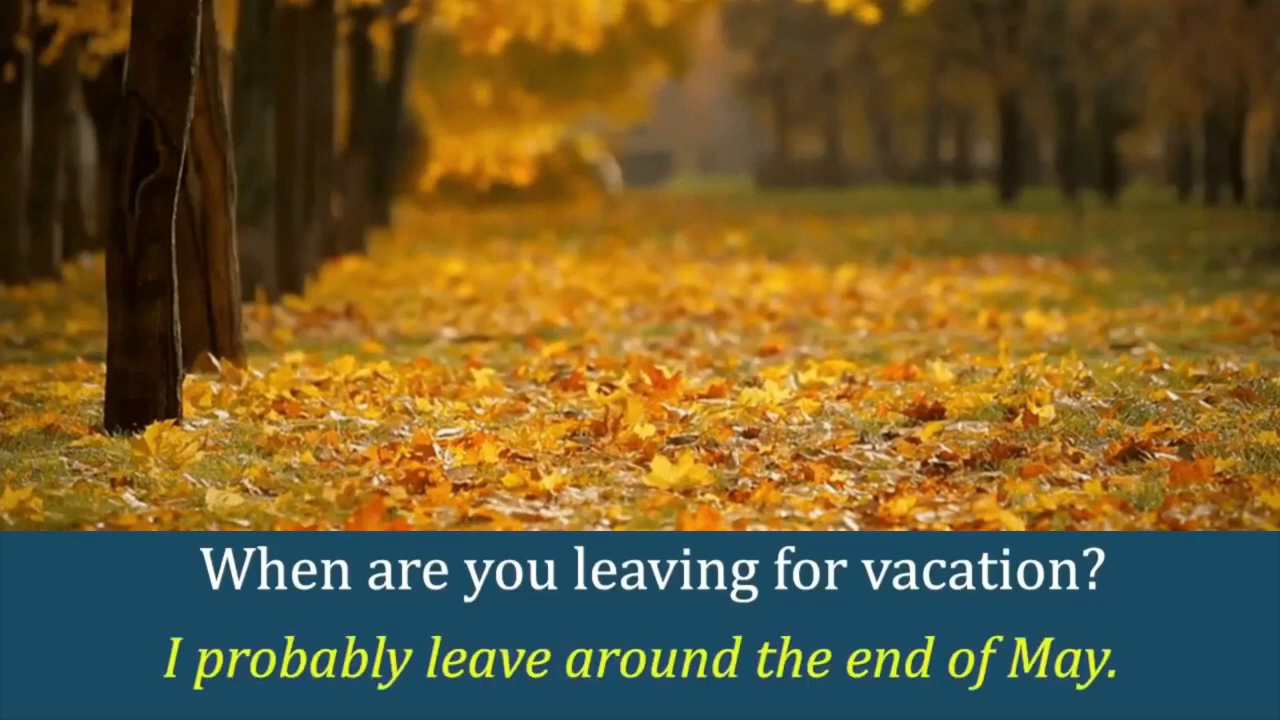 When are you leaving for vacation?
I probably leave around the end of May.